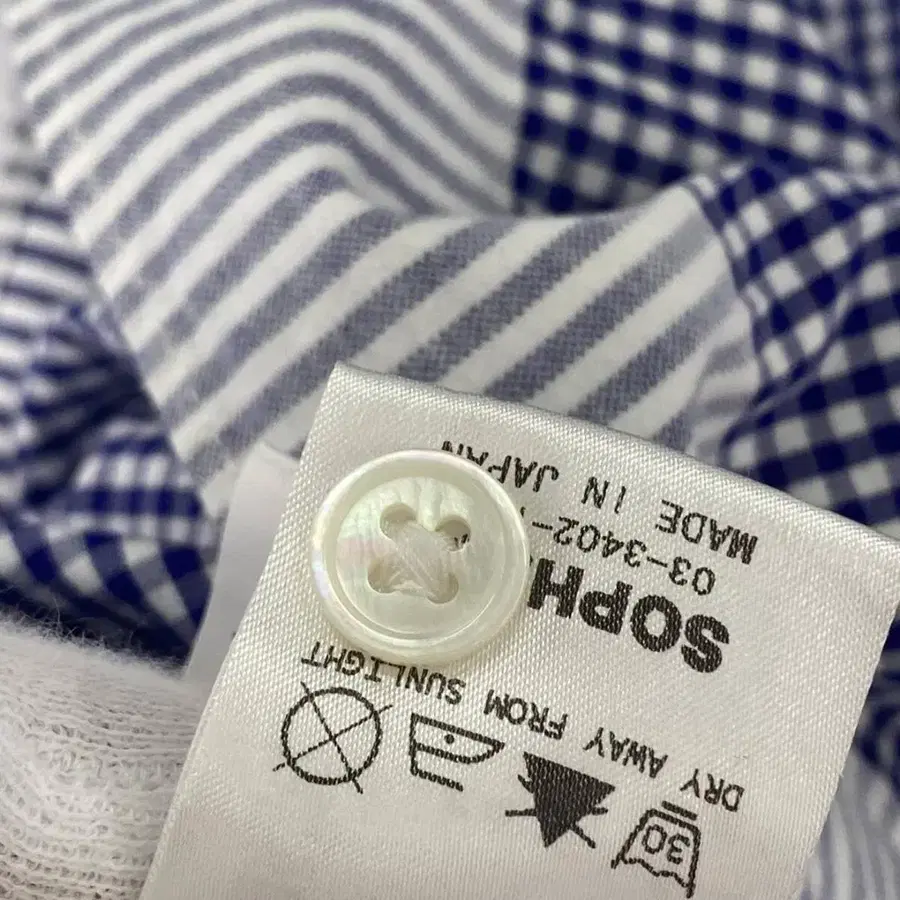 30
DRY AWAY FROM SUNLIGHT
SOPH
03-3402-
MADE IN JAPAN